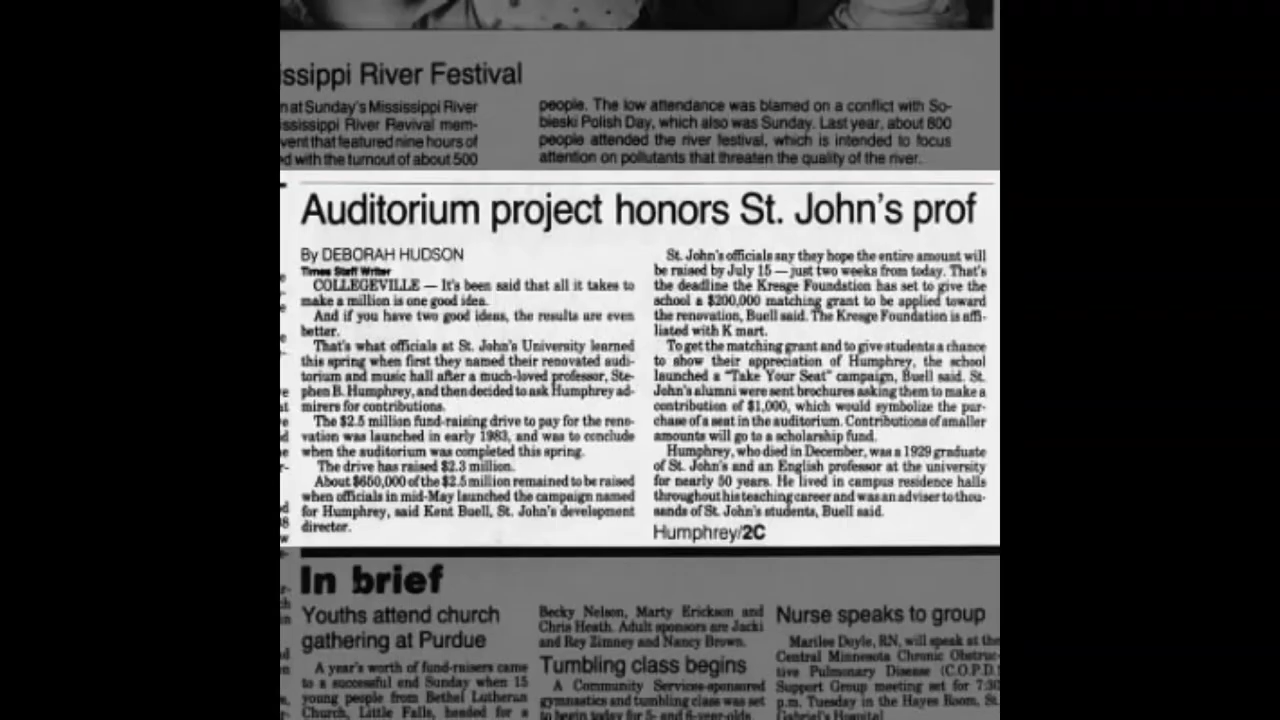 issippi River Festival
n at Sunday's Mississippi River
ssissippi River Revival mem-
vent that featured nine hours of
ed with the turnout of about 500
people. The low attendance was blamed on a conflict with So-
bieski Polish Day, which also was Sunday. Last year, about 800
people attended the river festival, which is intended to focus
attention on pollutants that threaten the quality of the river.
Auditorium project honors St. John's prof
By DEBORAH HUDSON
Times Staff Writer
COLLEGEVILLE — It's been said that all it takes to
make a million is one good idea.
And if you have two good ideas, the results are even
better.
That's what officials at St. John's University learned
this spring when first they named their renovated audi-
torium and music hall after a much-loved professor, Ste-
phen B. Humphrey, and then decided to ask Humphrey ad-
mirers for contributions.
The $2.5 million fund-raising drive to pay for the reno-
vation was launched in early 1983, and was to conclude
when the auditorium was completed this spring.
The drive has raised $2.3 million.
About $650,000 of the $2.5 million remained to be raised
when officials in mid-May launched the campaign named
for Humphrey, said Kent Buell, St. John's development
director.
St. John's officials say they hope the entire amount will
be raised by July 15 — just two weeks from today. That's
the deadline the Kresge Foundation has set to give the
school a $200,000 matching grant to be applied toward
the renovation, Buell said. The Kresge Foundation is affi-
liated with K mart.
To get the matching grant and to give students a chance
to show their appreciation of Humphrey, the school
launched a "Take Your Seat" campaign, Buell said. St.
John's alumni were sent brochures asking them to make a
contribution of $1,000, which would symbolize the pur-
chase of a seat in the auditorium. Contributions of smaller
amounts will go to a scholarship fund.
Humphrey, who died in December, was a 1929 graduate
of St. John's and an English professor at the university
for nearly 50 years. He lived in campus residence halls
throughout his teaching career and was an adviser to thou-
sands of St. John's students, Buell said.
Humphrey/2C
In brief
Youths attend church
gathering at Purdue
A year's worth of fund-raisers came
to a successful end Sunday when 15
young people from Bethel Lutheran
Church, Little Falls, headed for a
Becky Nelson, Marty Erickson and
Chris Heath. Adult sponsors are Jacki
and Rey Zimney and Nancy Brown.
Tumbling class begins
A Community Services-sponsored
gymnastics and tumbling class was set
to begin today for 5- and 6-year-olds
Nurse speaks to group
Marilee Doyle, RN, will speak at the
Central Minnesota Chronic Obstruc-
tive Pulmonary Disease (C.O.P.D.)
Support Group meeting set for 7:30
p.m. Tuesday in the Hayes Room, St.
Gabriel's Hospital